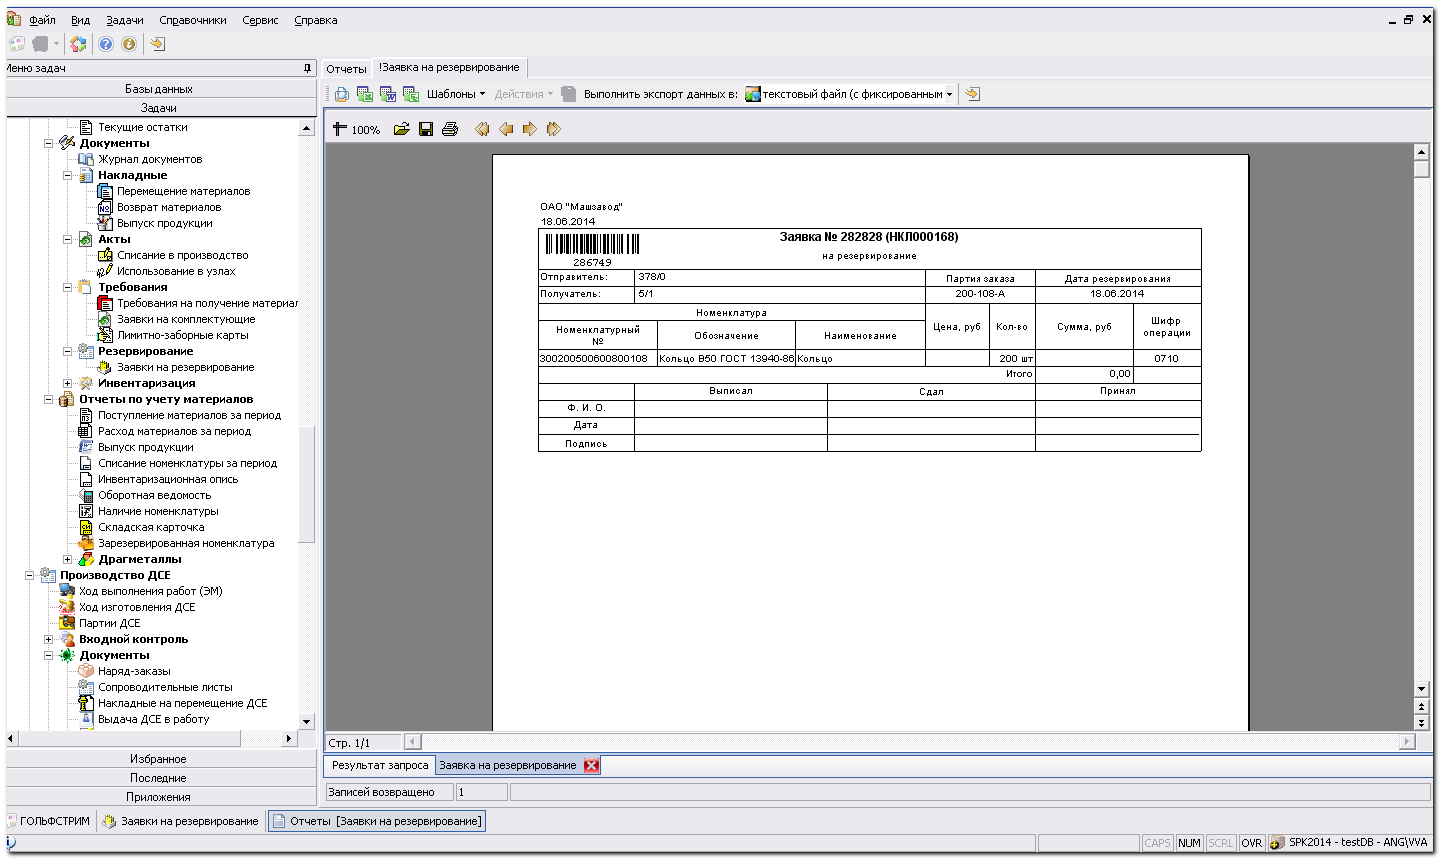 Файл Вид Задачи Справочники Сервис Справка
Меню задач
Базы данных
Задачи
Текущие остатки
Документы
Журнал документов
Накладные
Перемещение материалов
Возврат материалов
Выпуск продукции
Акты
Списание в производство
Использование в узлах
Требования
Требования на получение материал
Заявки на комплектующие
Лимитно-заборные карты
Резервирование
Заявки на резервирование
Инвентаризация
Отчеты по учету материалов
Поступление материалов за период
Расход материалов за период
Выпуск продукции
Списание номенклатуры за период
Инвентаризационная опись
Оборотная ведомость
Наличие номенклатуры
Складская карточка
Зарезервированная номенклатура
Драгметаллы
Производство ДСЕ
Ход выполнения работ (ЭМ)
Ход изготовления ДСЕ
Партии ДСЕ
Входной контроль
Документы
Наряд-заказы
Сопроводительные листы
Накладные на перемещение ДСЕ
Выдача ДСЕ в работу
Избранное
Последние
Приложения
Отчеты !Заявка на резервирование
Шаблоны Действия Выполнить экспорт данных в: текстовый файл (с фиксированным
100%
ОАО "Машзавод"
18.06.2014
286749
Заявка № 282828 (НКЛ000168)
на резервирование
Отправитель: 378/0 Партия заказа Дата резервирования
Получатель: 5/1 200-108-А 18.06.2014
Номенклатура Цена, руб Кол-во Сумма, руб Шифр операции
Номенклатурный № Обозначение Наименование
300200500600800108 Кольцо В50 ГОСТ 13940-86 Кольцо 200 шт 0710
Итого 0,00
Выписал Сдал Принял
Ф. И. О.
Дата
Подпись
Стр. 1/1
Результат запроса Заявка на резервирование
Записей возвращено 1
ГОЛЬФСТРИМ Заявки на резервирование Отчеты [Заявки на резервирование]
CAPS NUM SCRL OVR SPK2014 - testDB - ANG\VVA